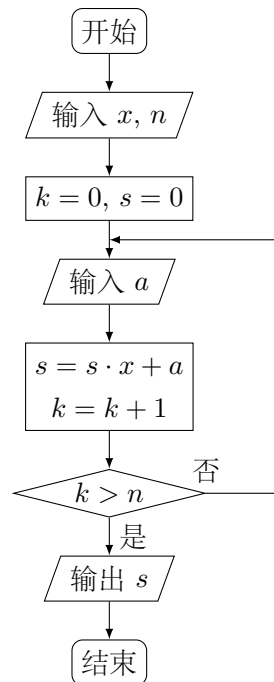 开始
输入 x, n
k = 0, s = 0
输入 a
s = s · x + a
k = k + 1
k > n
否
是
输出 s
结束